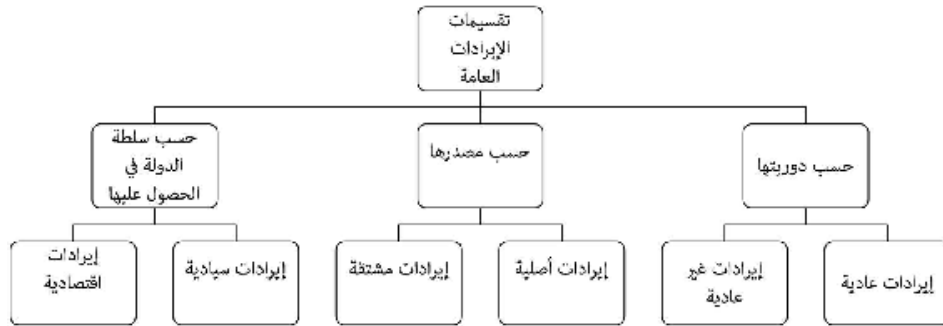 تقسيمات
الإيرادات
العامة
حسب دوريتها
حسب مصدرها
حسب سلطة
الدولة في
الحصول عليها
إيرادات عادية
إيرادات غير
عادية
إيرادات أصلية
إيرادات مشتقة
إيرادات سيادية
إيرادات
اقتصادية